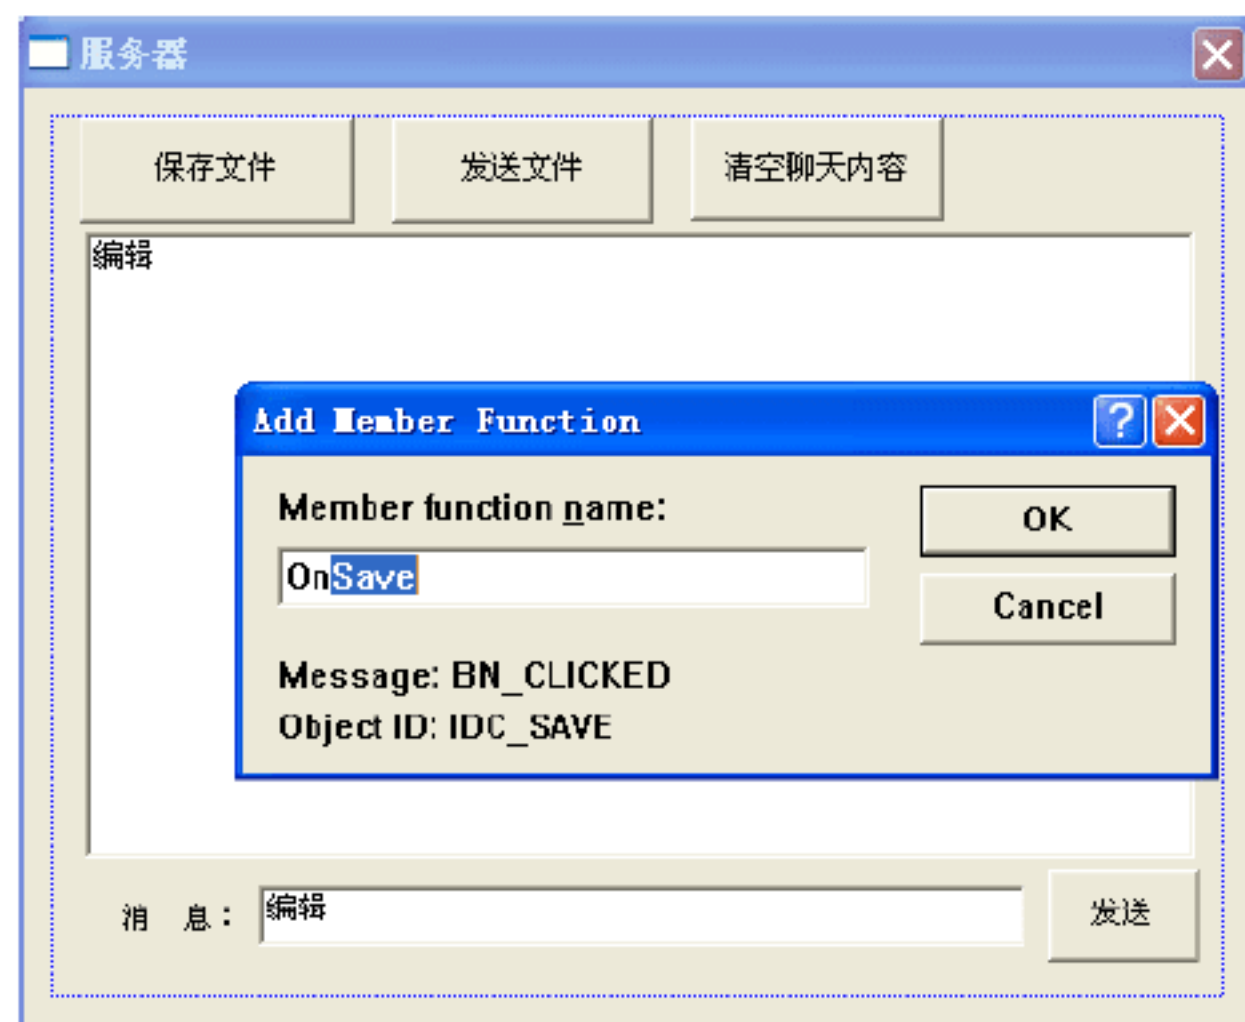 服务器
保存文件
发送文件
清空聊天内容
编辑
Add Member Function
Member function name:
OK
OnSave
Cancel
Message: BN_CLICKED
Object ID: IDC_SAVE
消 息：
编辑
发送